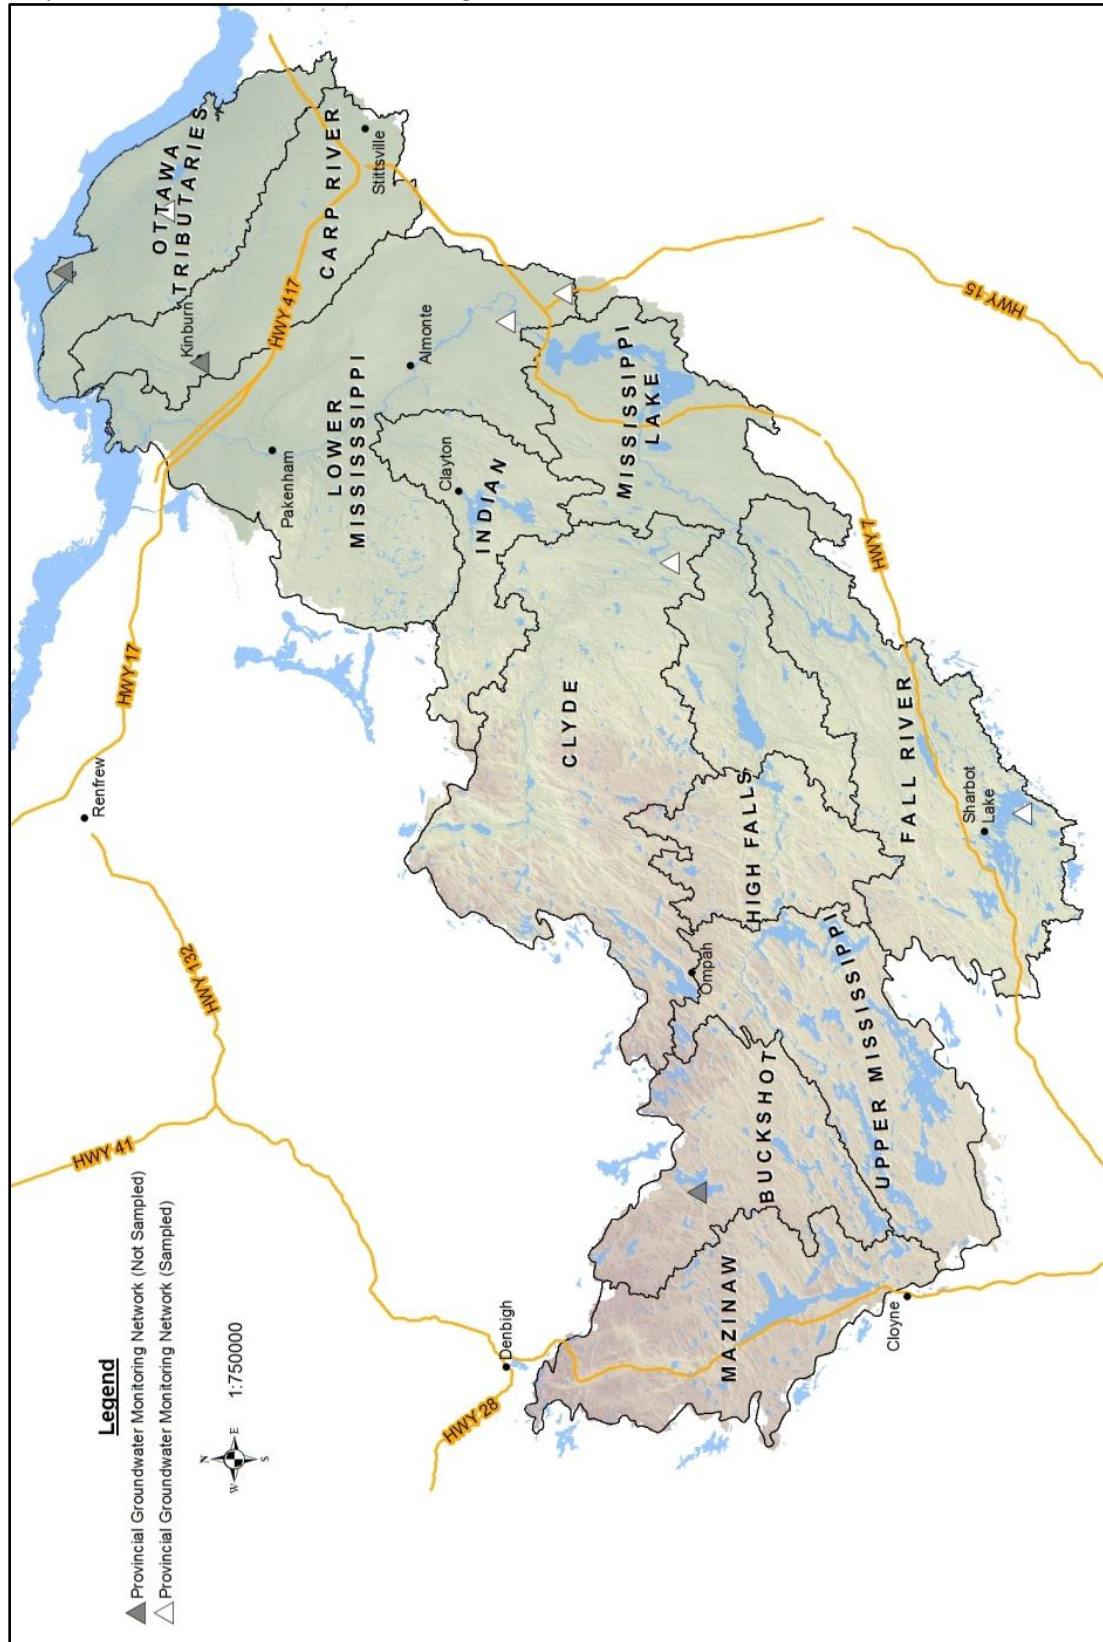 Legend
Provincial Groundwater Monitoring Network (Not Sampled)
Provincial Groundwater Monitoring Network (Sampled)
N
W E
S
1:750000
HWY 41
HWY 132
Renfrew
HWY 17
HWY 417
HWY 28
Denbigh
OTTAWA
TRIBUTARIES
Kinburn
CARP RIVER
Stittsville
Pakenham
LOWER
MISSISSIPPI
Almonte
Clayton
INDIAN
MISSISSIPPI
LAKE
CLYDE
HIGH FALLS
Ompah
BUCKSHOT
MAZINAW
UPPER MISSISSIPPI
Cloyne
FALL RIVER
Sharbot
Lake
HWY 7
HWY 15